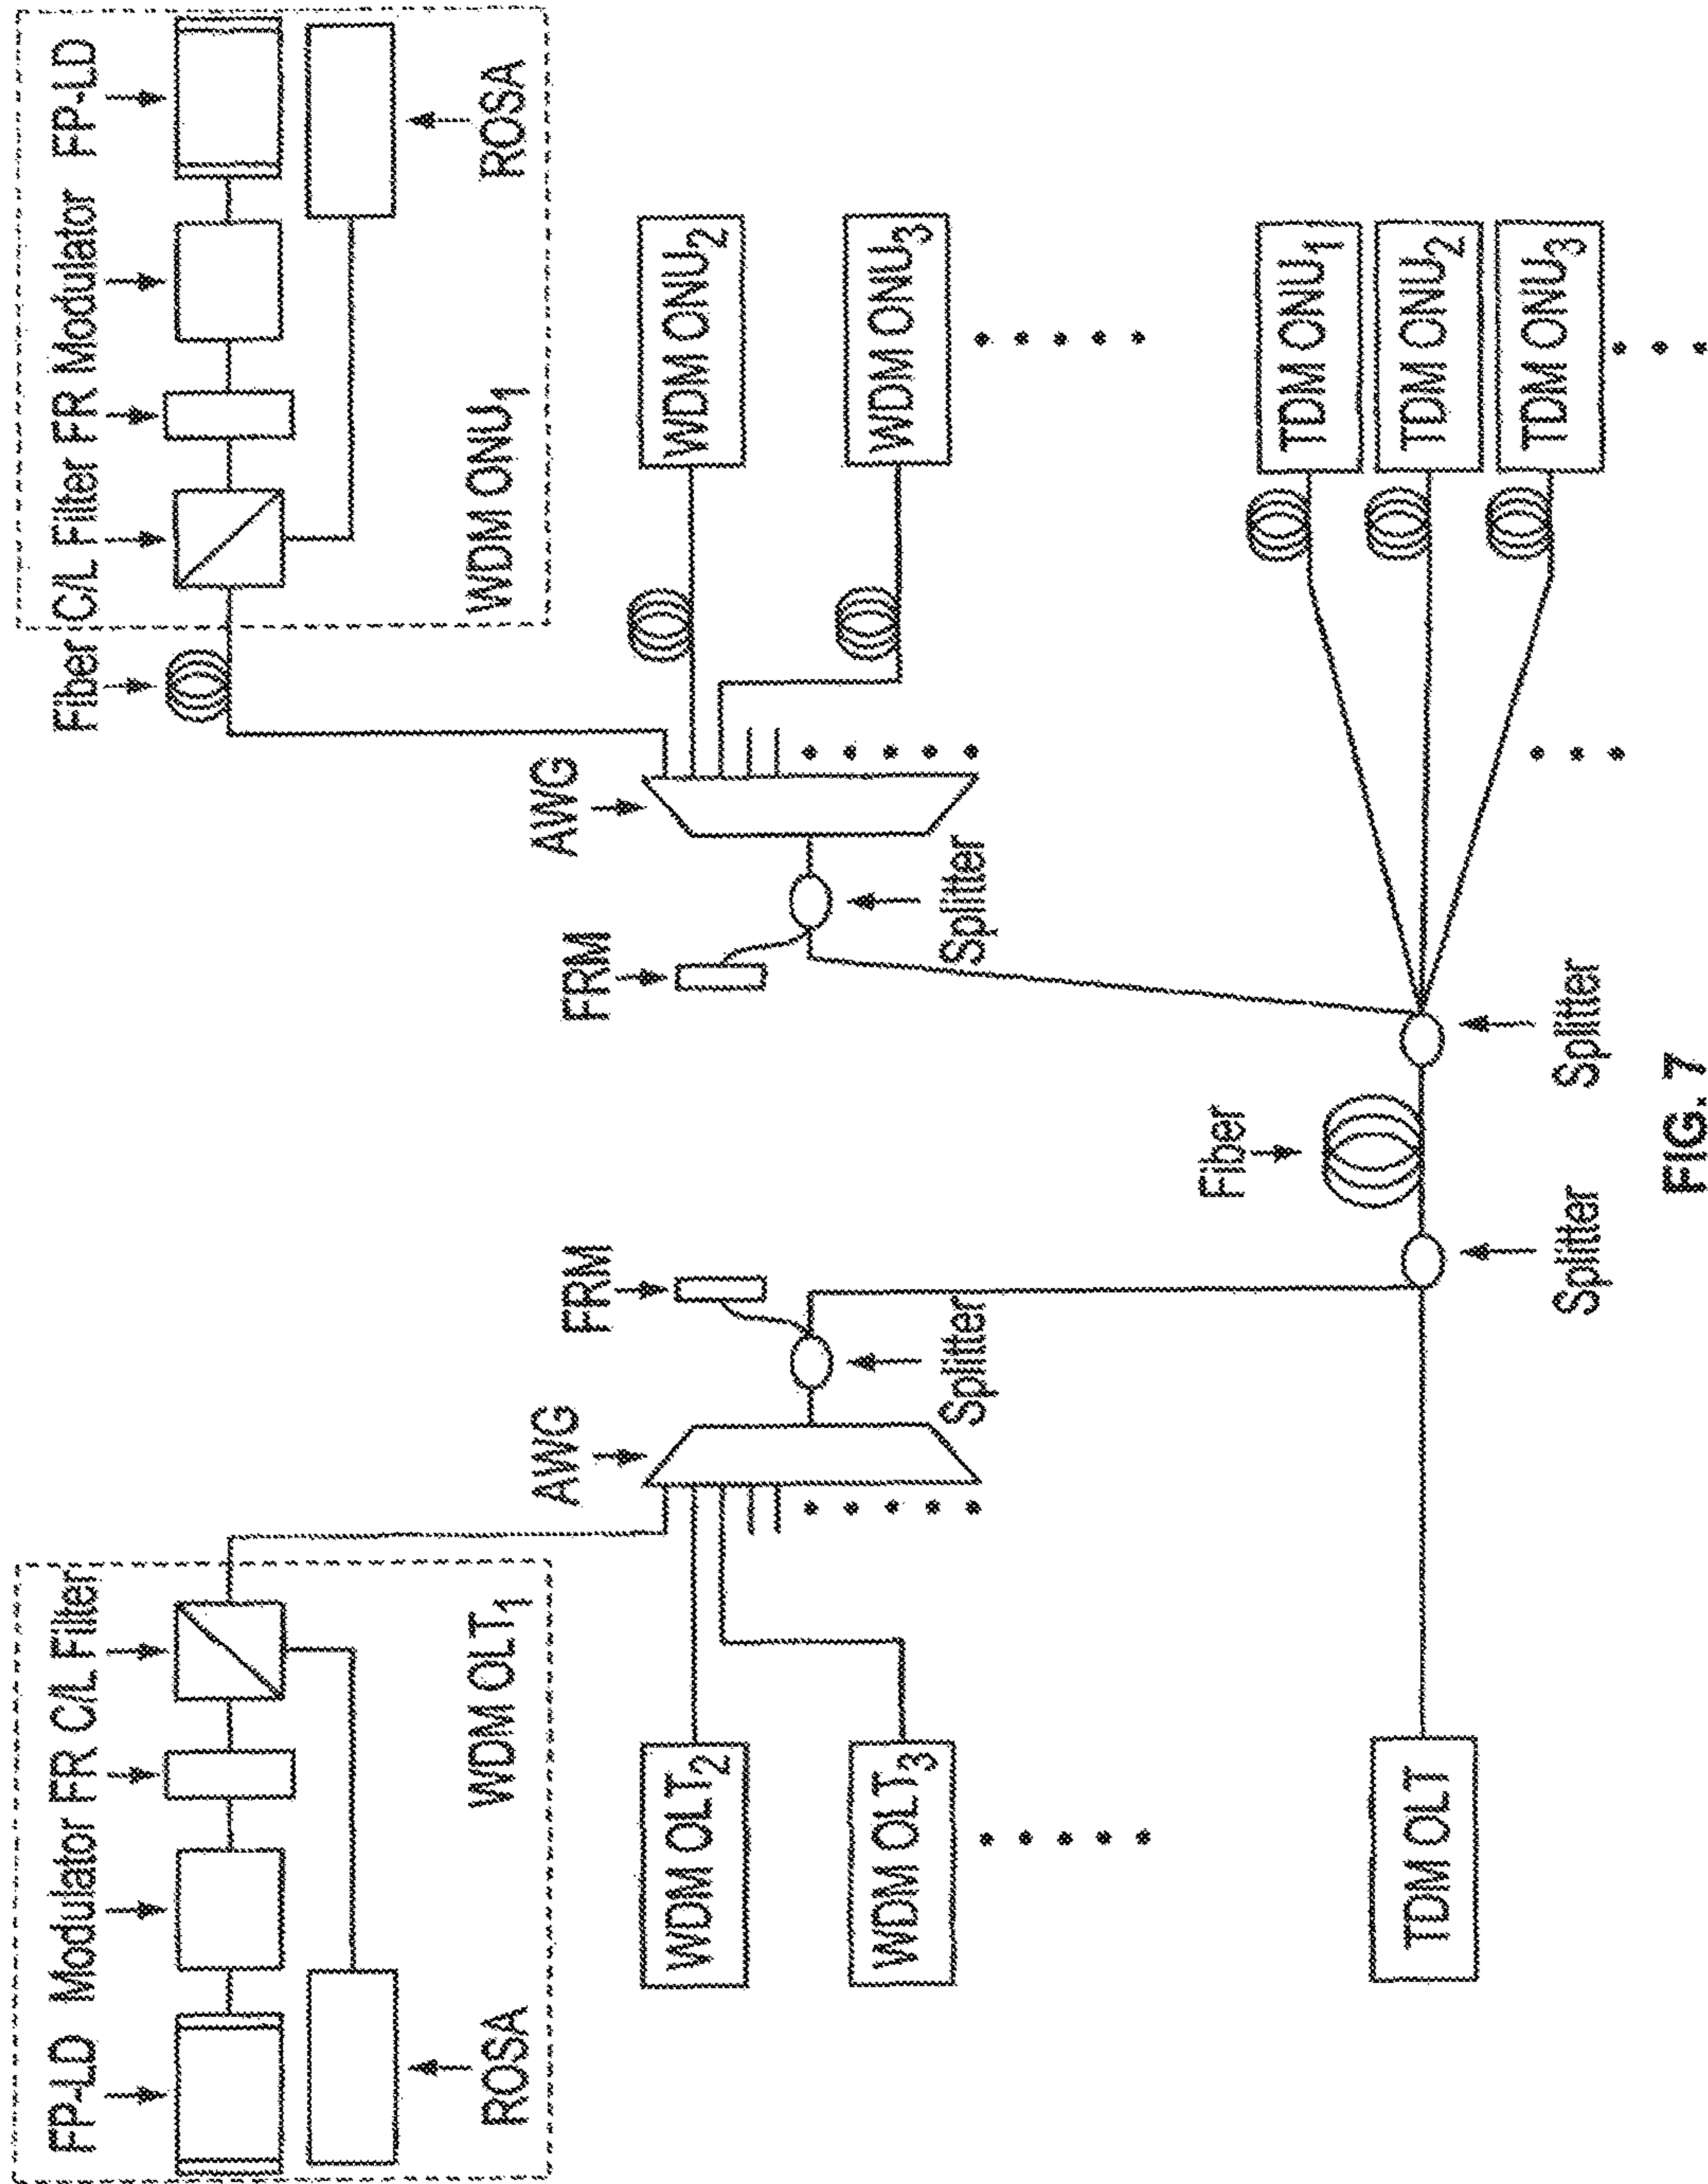 FP-LD Modulator FR C/L Filter
ROSA
WDM OLT1
Fiber C/L Filter FR Modulator FP-LD
WDM ONU1
ROSA
AWG
FRM
FRM
AWG
Splitter
Splitter
WDM OLT2
WDM ONU2
WDM OLT3
WDM ONU3
Fiber
TDM OLT
TDM ONU1
TDM ONU2
TDM ONU3
Splitter
Splitter
FIG. 7